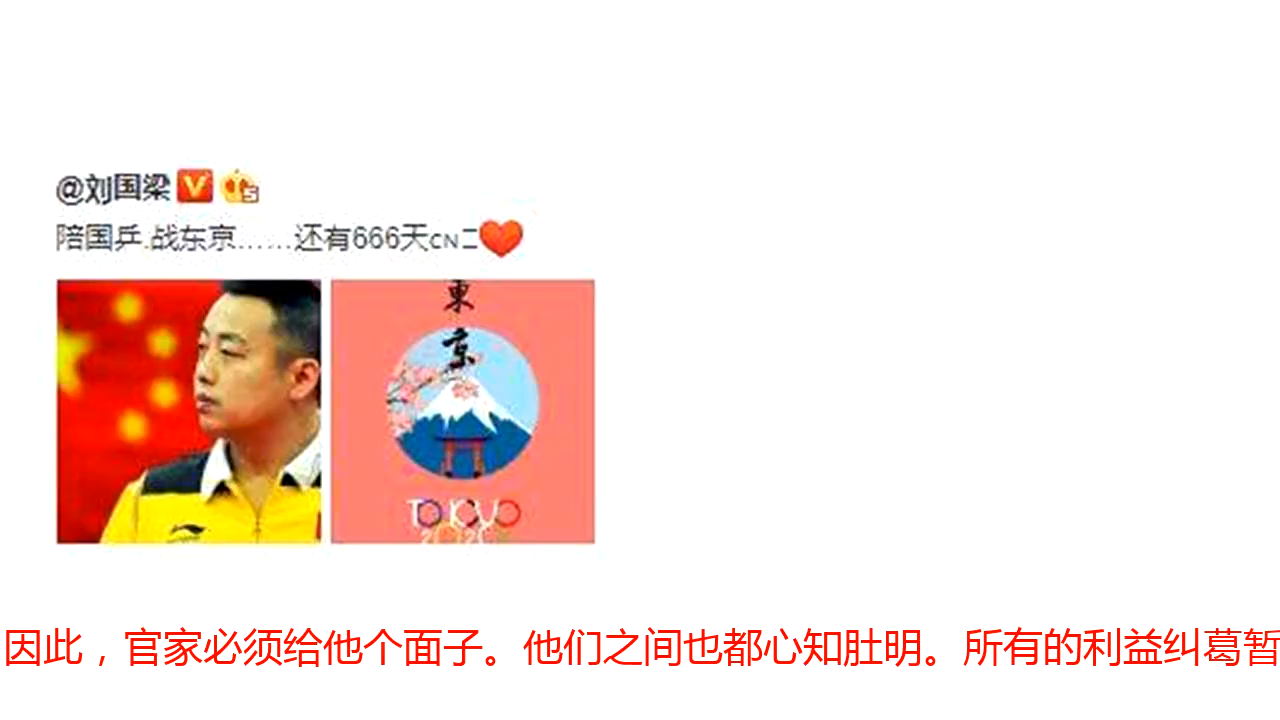 @刘国梁
陪国乒.战东京……还有666天CN
東
京
TOKYO
因此，官家必须给他个面子。他们之间也都心知肚明。所有的利益纠葛暂